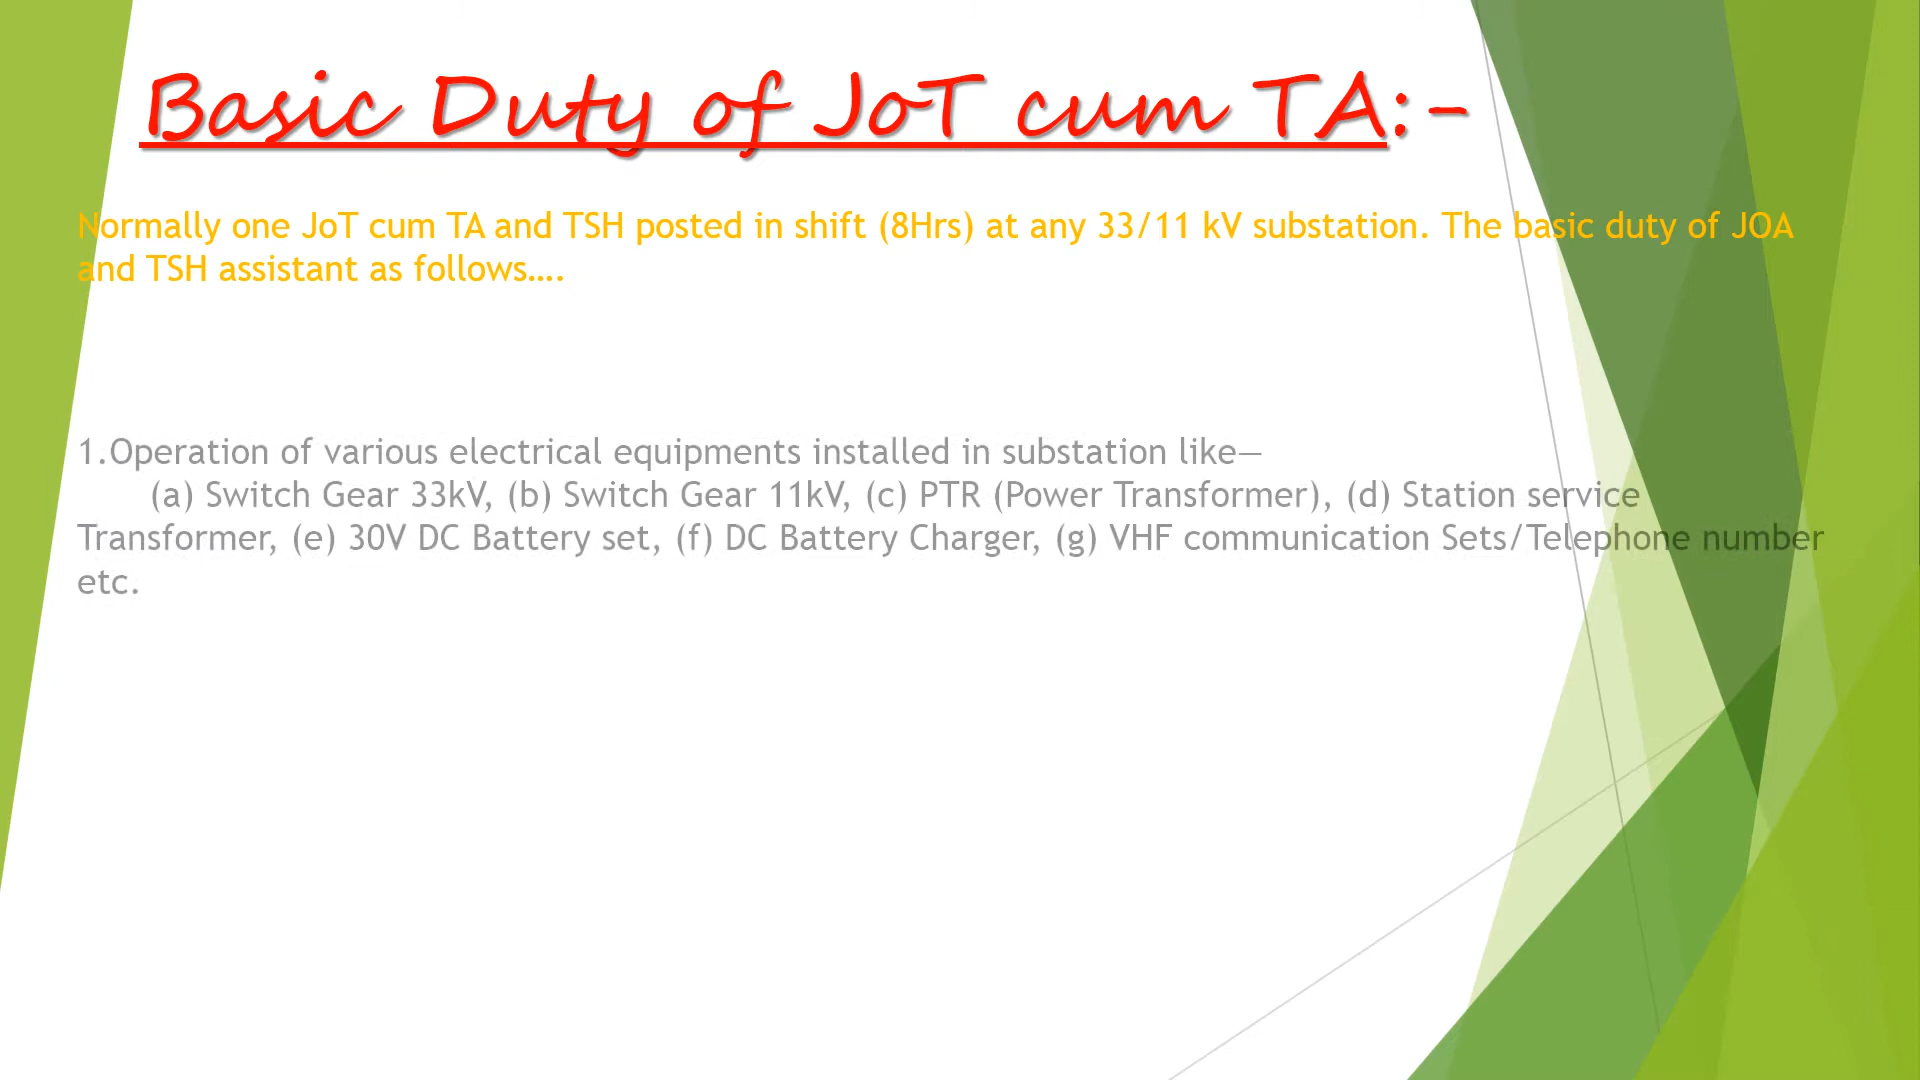 Basic Duty of JoT cum TA:-
Normally one JoT cum TA and TSH posted in shift (8Hrs) at any 33/11 kV substation. The basic duty of JOA
and TSH assistant as follows....
1.Operation of various electrical equipments installed in substation like—
(a) Switch Gear 33kV, (b) Switch Gear 11kV, (c) PTR (Power Transformer), (d) Station service
Transformer, (e) 30V DC Battery set, (f) DC Battery Charger, (g) VHF communication Sets/Telephone number
etc.